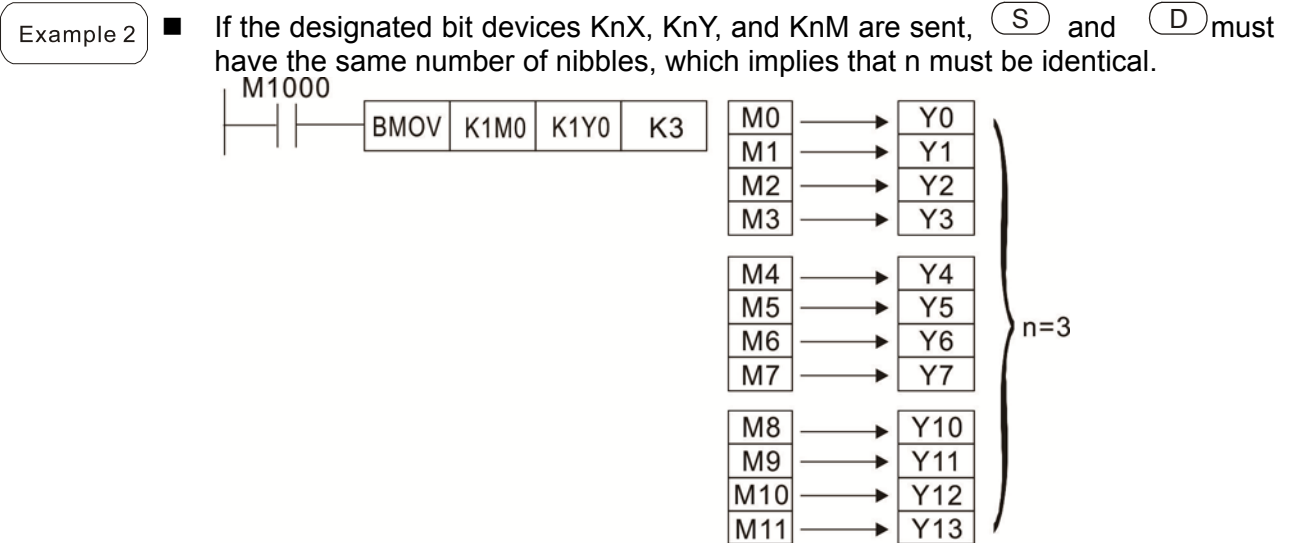 Example 2
■ If the designated bit devices KnX, KnY, and KnM are sent, S and D must
have the same number of nibbles, which implies that n must be identical.
M1000
BMOV K1M0 K1Y0 K3
M0 Y0
M1 Y1
M2 Y2
M3 Y3
M4 Y4
M5 Y5
M6 Y6
M7 Y7
n=3
M8 Y10
M9 Y11
M10 Y12
M11 Y13